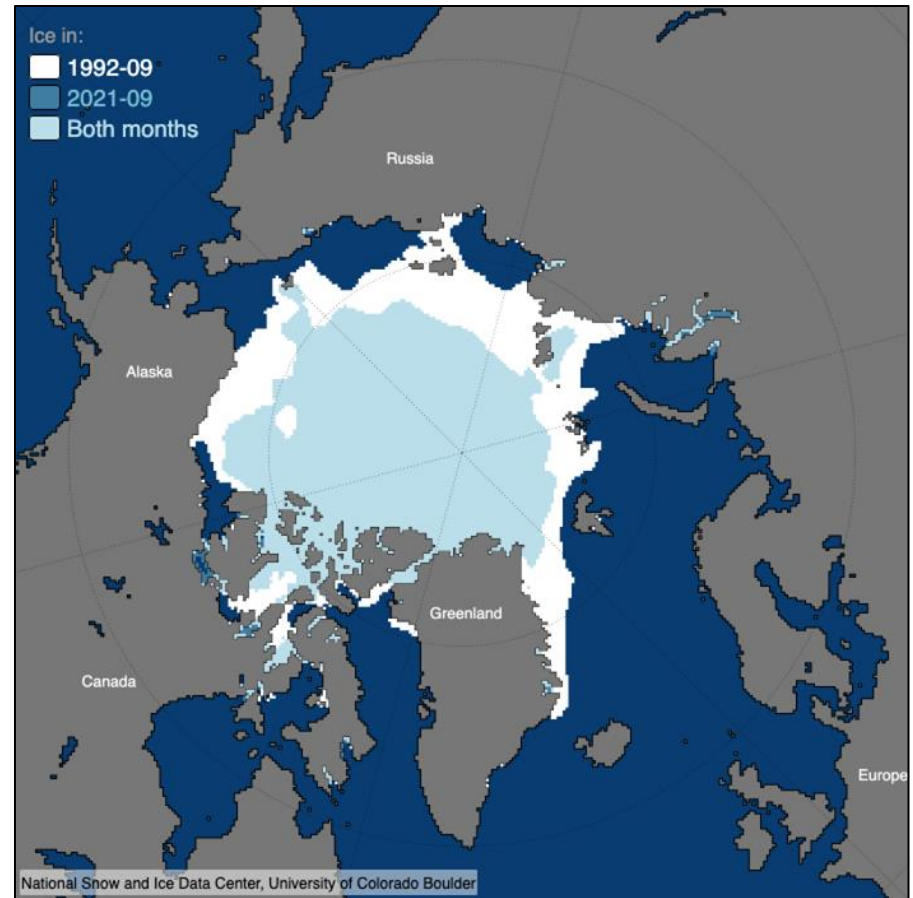 Ice in:
1992-09
2021-09
Both months
Russia
Alaska
Greenland
Canada
Europe
National Snow and Ice Data Center, University of Colorado Boulder